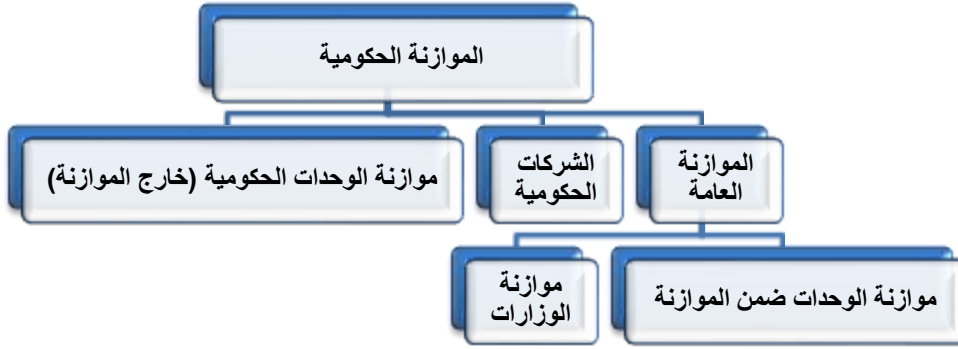 الموازنة الحكومية
الموازنة
العامة
الشركات
الحكومية
موازنة الوحدات الحكومية (خارج الموازنة)
موازنة الوحدات ضمن الموازنة
موازنة
الوزارات